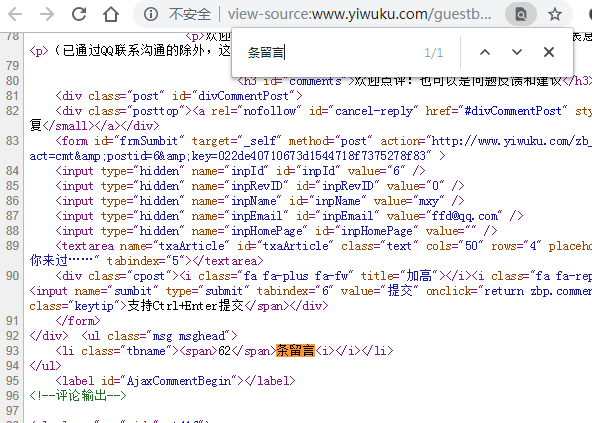 不安全 | view-source:www.yiwuku.com/guestb...
条留言 1/1
78 <p>欢迎
<p>(已通过QQ联系沟通的除外，这
79
80 <h3 id="comments">欢迎点评：也可以是问题反馈和建议</h3>
81 <div class="post" id="divCommentPost">
82 <div class="posttop"><a rel="nofollow" id="cancel-reply" href="#divCommentPost" sty
复</small></a></div>
83 <form id="frmSumbit" target="_self" method="post" action="http://www.yiwuku.com/zb_
act=cmt&amp;postid=6&amp;key=022de40710673d1544718f7375278f83" >
84 <input type="hidden" name="inpId" id="inpId" value="6" />
85 <input type="hidden" name="inpRevID" id="inpRevID" value="0" />
86 <input type="hidden" name="inpName" id="inpName" value="mxy" />
87 <input type="hidden" name="inpEmail" id="inpEmail" value="ffd@qq.com" />
88 <input type="hidden" name="inpHomePage" id="inpHomePage" value="" />
89 <textarea name="txaArticle" id="txaArticle" class="text" cols="50" rows="4" placeho
你来过……" tabindex="5"></textarea>
90 <div class="cpost"><i class="fa fa-plus fa-fw" title="加高"></i><i class="fa fa-rep
<input name="sumbit" type="submit" tabindex="6" value="提交" onclick="return zbp.commen
class="keytip">支持Ctrl+Enter提交</span></div>
91 </form>
92 </div> <ul class="msg msghead">
93 <li class="tbname"><span>62</span>条留言<i></i></li>
94 </ul>
95 <label id="AjaxCommentBegin"></label>
96 <!--评论输出-->